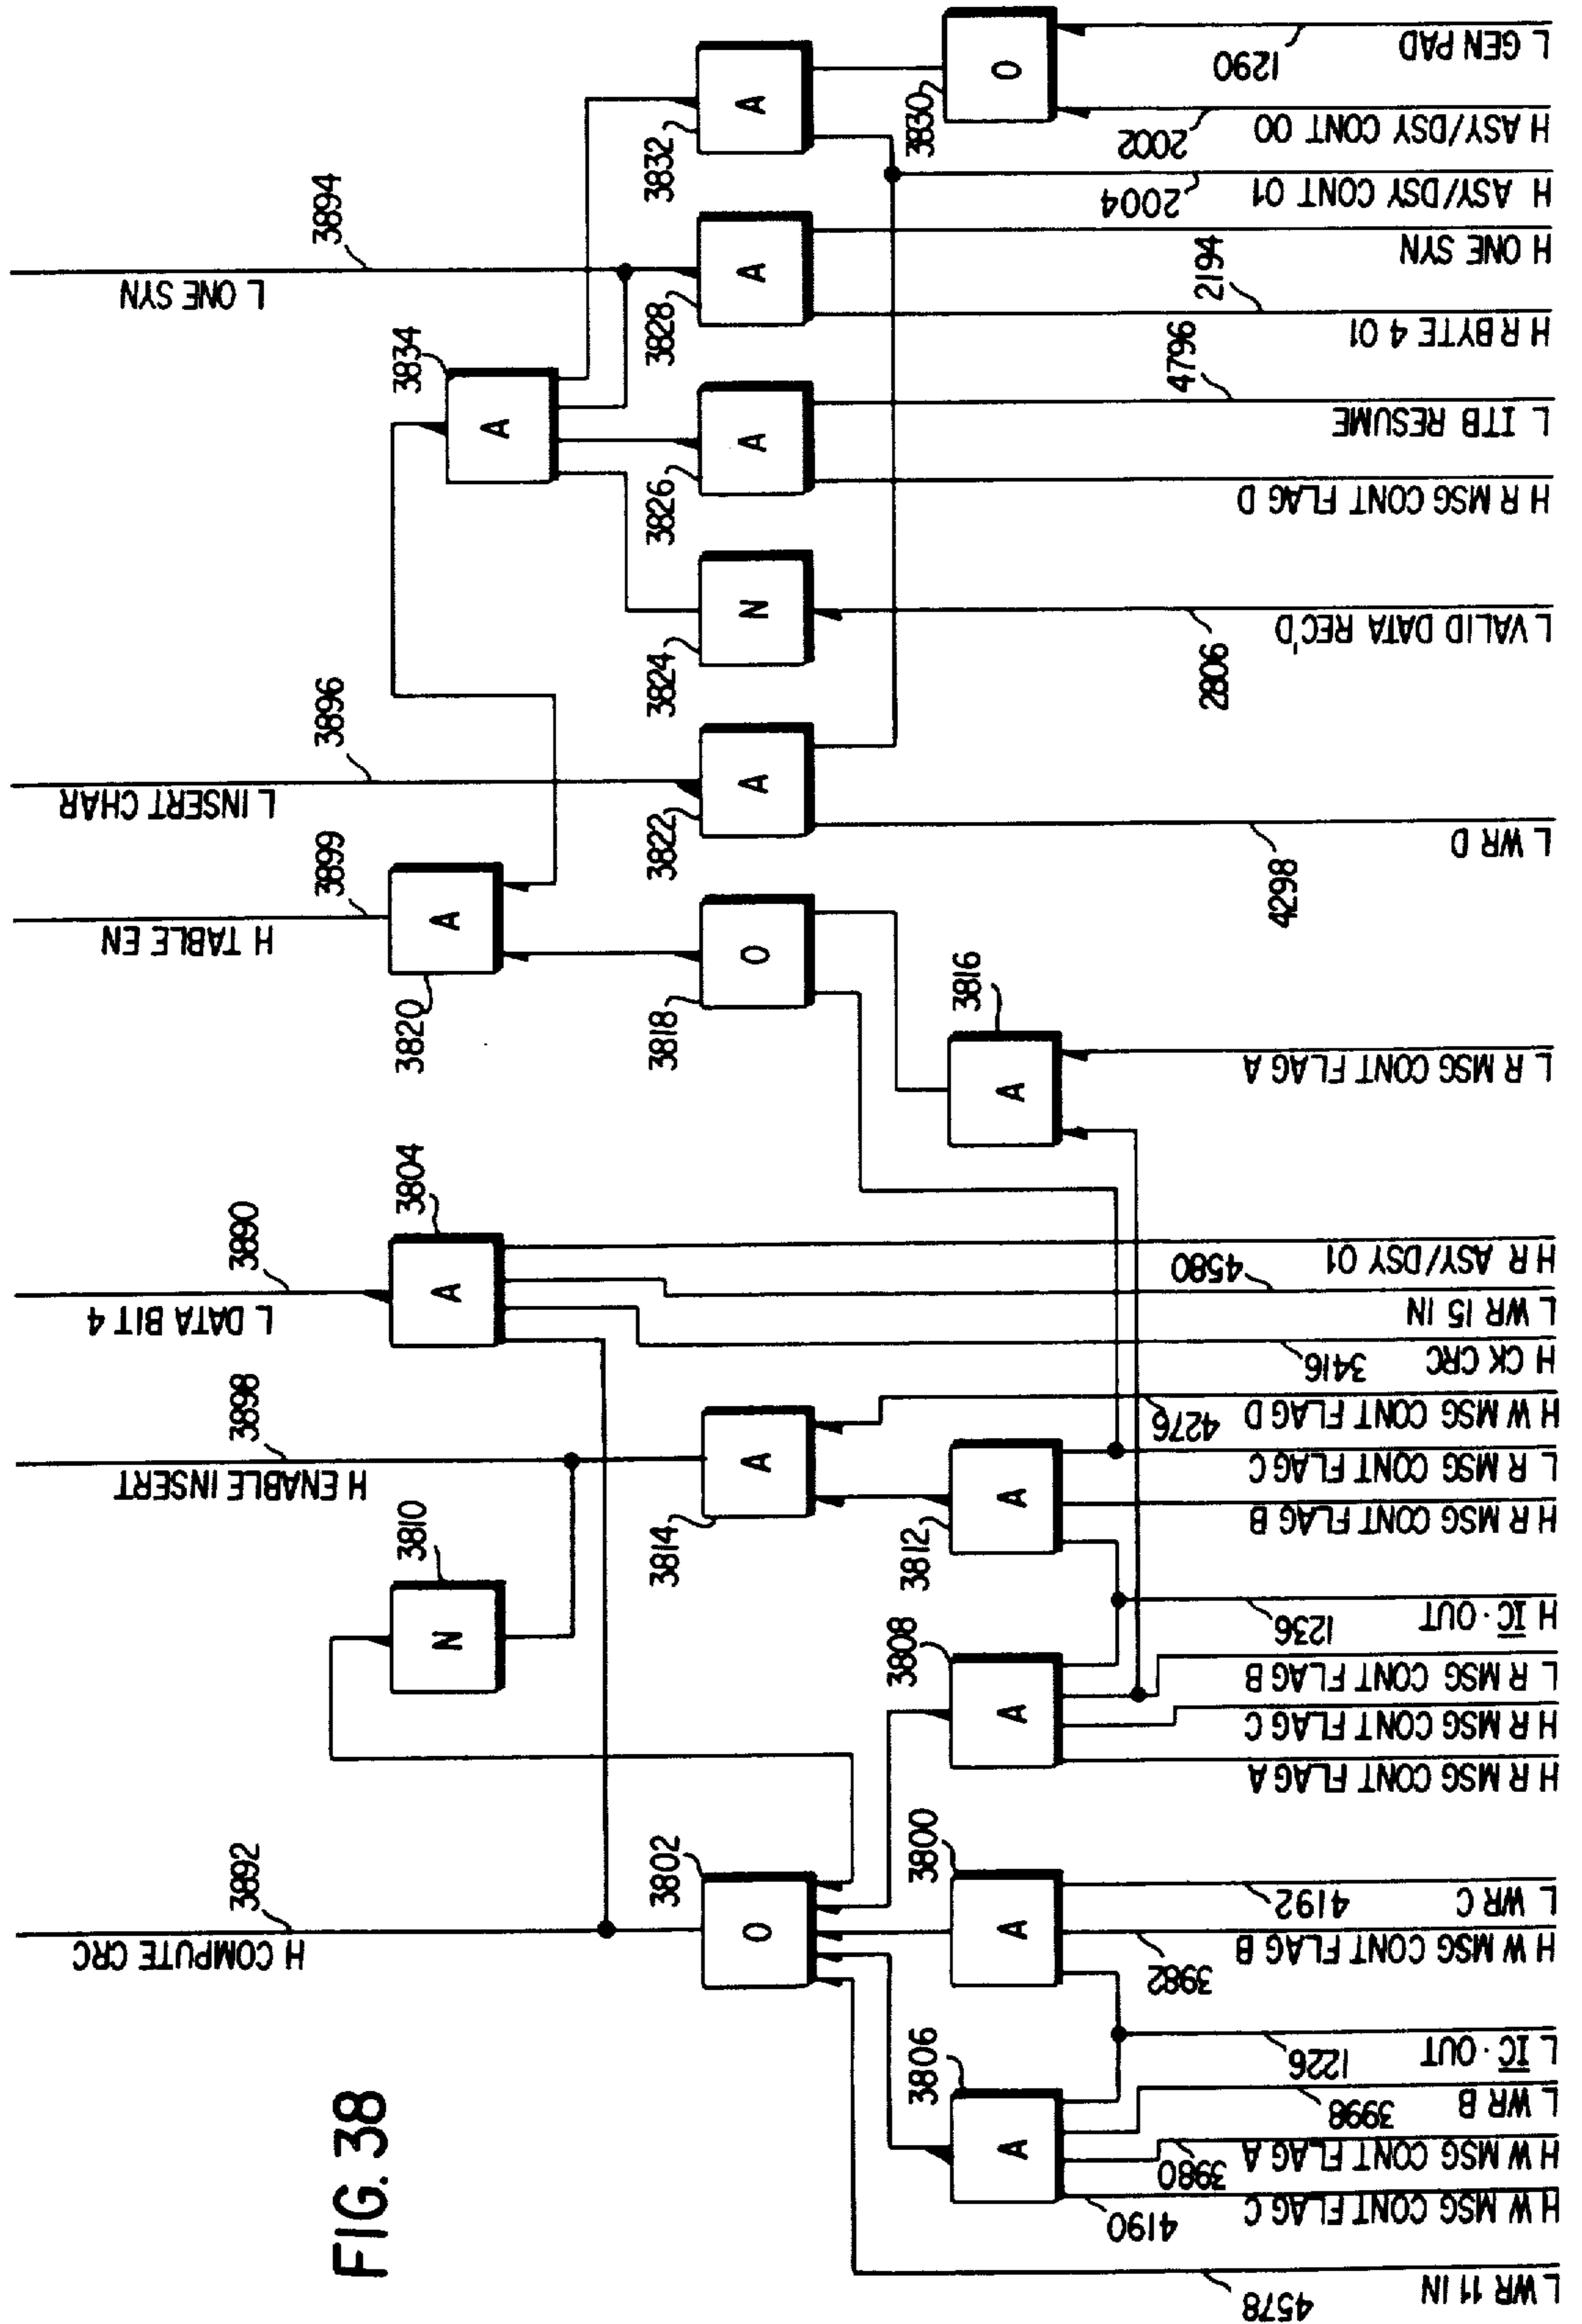 FIG. 38
H COMPUTE CRC
3892
H ENABLE INSERT
3898
L DATA BIT 4
3890
H TABLE EN
3899
L INSERT CHAR
3896
L ONE SYN
3894
3810
N
3804
A
3820
A
3834
A
3802
O
3814
A
3818
O
3822
A
3824
N
3826
A
3828
A
3832
A
3806
A
3800
A
3808
A
3812
A
3816
A
3830
O
4578
L WR 11 IN
4190
H W MSG CONT FLAG C
3980
H W MSG CONT FLAG A
3998
L WR B
1226
L IC · OUT
3982
H W MSG CONT FLAG B
4192
L WR C
H R MSG CONT FLAG A
H R MSG CONT FLAG C
L R MSG CONT FLAG B
1236
H IC · OUT
H R MSG CONT FLAG B
L R MSG CONT FLAG C
4276
H W MSG CONT FLAG D
3416
H CK CRC
4580
L WR 15 IN
H R ASY/DSY 01
L R MSG CONT FLAG A
4298
L WR D
2806
L VALID DATA REC'D
H R MSG CONT FLAG D
4796
L ITB RESUME
2194
H R BYTE 4 01
H ONE SYN
2004
H ASY/DSY CONT 01
2002
H ASY/DSY CONT 00
1290
L GEN PAD